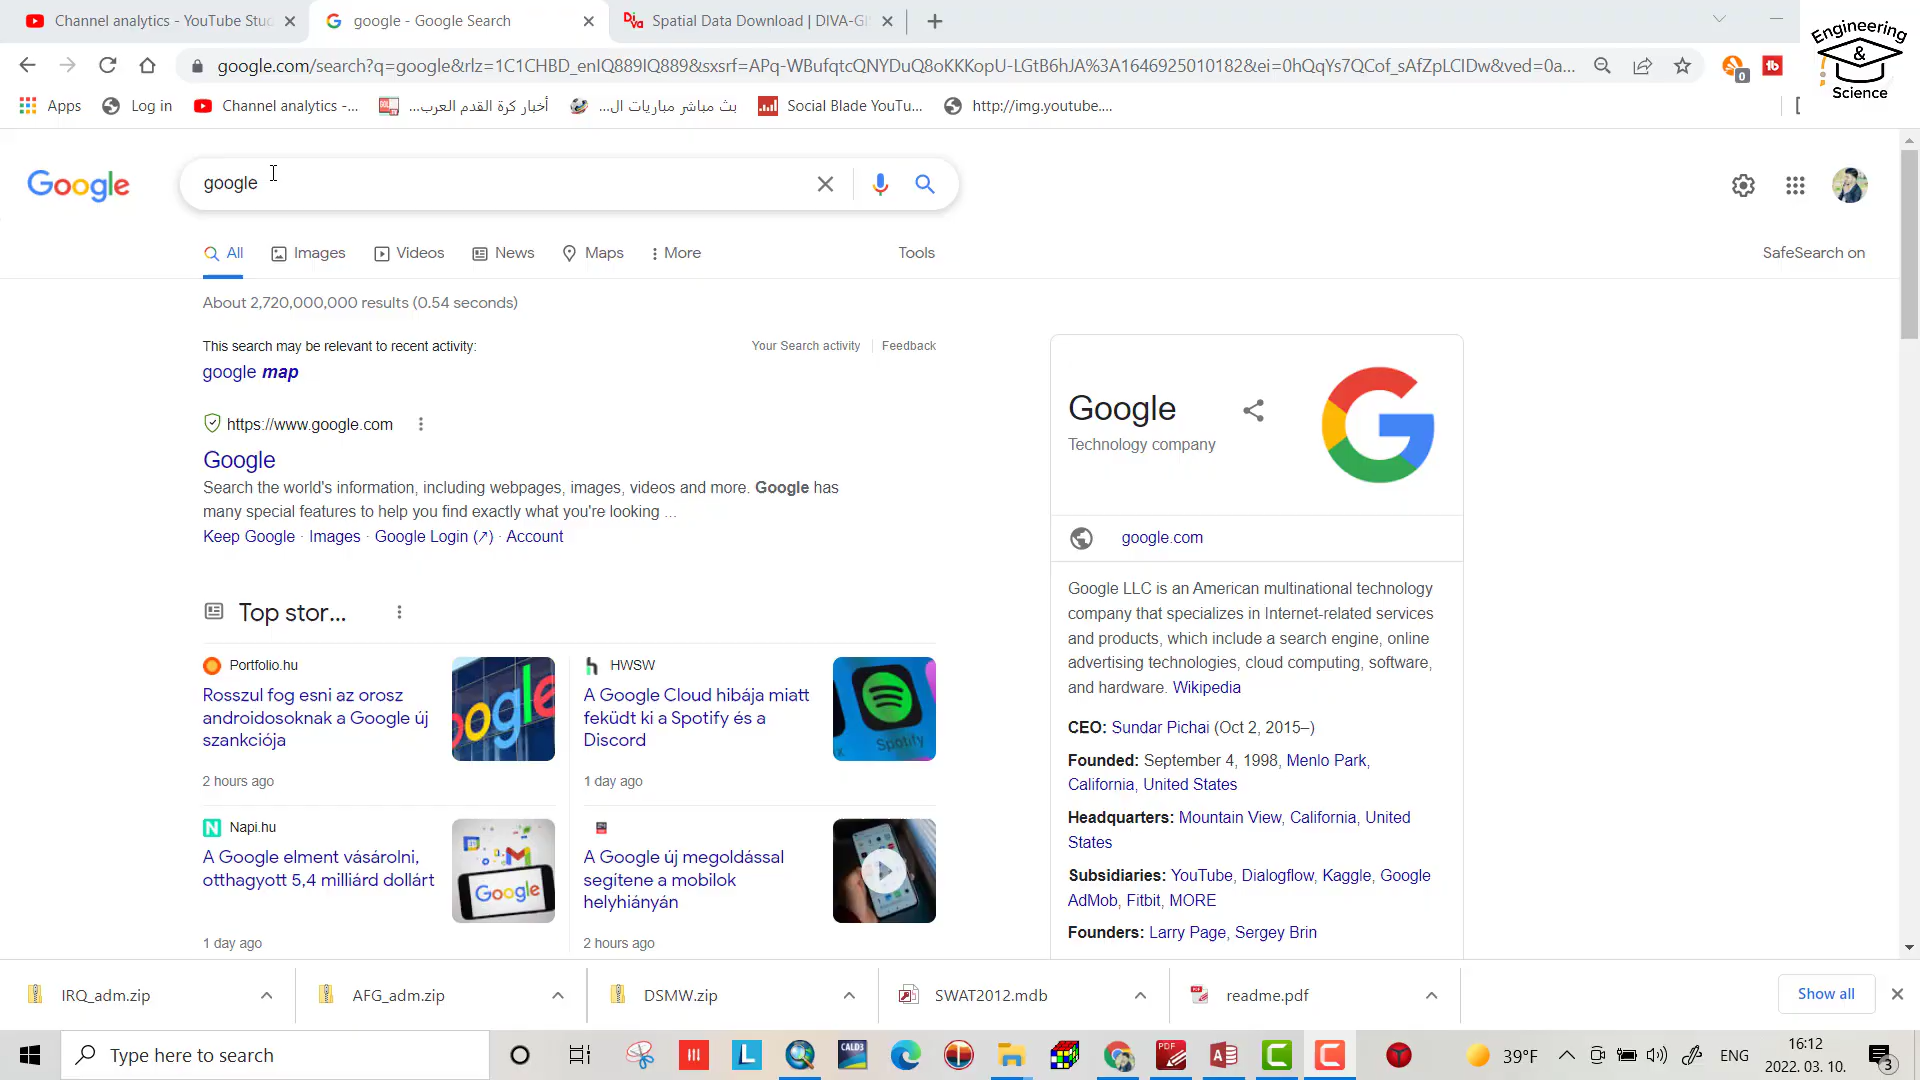 Channel analytics - YouTube Stu
google - Google Search
Spatial Data Download | DIVA-GI
google.com/search?q=google&rlz=1C1CHBD_enIQ889IQ889&sxsrf=APq-WBufqtcQNYDuQ8oKKKopU-LGtB6hJA%3A1646925010182&ei=0hQqYs7QCof_sAfZpLCIDw&ved=0a...
0
Engineering
&
Science
Apps
Log in
Channel analytics -...
أخبار كرة القدم العرب...
بث مباشر مباريات ال...
Social Blade YouTu...
http://img.youtube....
Google
google
All
Images
Videos
News
Maps
More
Tools
SafeSearch on
About 2,720,000,000 results (0.54 seconds)
This search may be relevant to recent activity:
Your Search activity
Feedback
google map
https://www.google.com
Google
Search the world's information, including webpages, images, videos and more. Google has
many special features to help you find exactly what you're looking ...
Keep Google · Images · Google Login (↗) · Account
Top stor...
Portfolio.hu
Rosszul fog esni az orosz
androidosoknak a Google új
szankciója
2 hours ago
HWSW
A Google Cloud hibája miatt
feküdt ki a Spotify és a
Discord
1 day ago
Spotify
Napi.hu
A Google elment vásárolni,
otthagyott 5,4 milliárd dollárt
1 day ago
Google
A Google új megoldással
segítene a mobilok
helyhiányán
2 hours ago
Google
Technology company
google.com
Google LLC is an American multinational technology
company that specializes in Internet-related services
and products, which include a search engine, online
advertising technologies, cloud computing, software,
and hardware. Wikipedia
CEO: Sundar Pichai (Oct 2, 2015–)
Founded: September 4, 1998, Menlo Park,
California, United States
Headquarters: Mountain View, California, United
States
Subsidiaries: YouTube, Dialogflow, Kaggle, Google
AdMob, Fitbit, MORE
Founders: Larry Page, Sergey Brin
IRQ_adm.zip
AFG_adm.zip
DSMW.zip
SWAT2012.mdb
readme.pdf
Show all
Type here to search
39°F
ENG
16:12
2022. 03. 10.
3